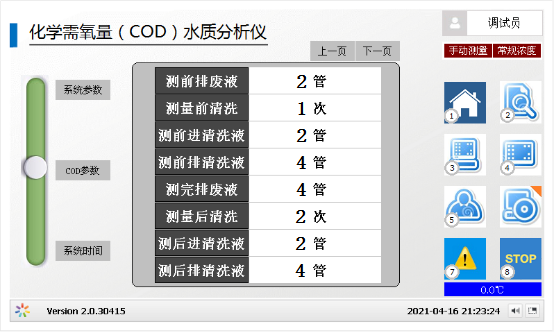 化学需氧量（COD）水质分析仪
调试员
上一页 下一页
手动测量 常规浓度
系统参数
COD参数
系统时间
测前排废液 2 管
测量前清洗 1 次
测前进清洗液 2 管
测前排清洗液 4 管
测完排废液 4 管
测量后清洗 2 次
测后进清洗液 2 管
测后排清洗液 4 管
1 2
3 4
5
7 STOP 8
0.0℃
Version 2.0.30415 2021-04-16 21:23:24